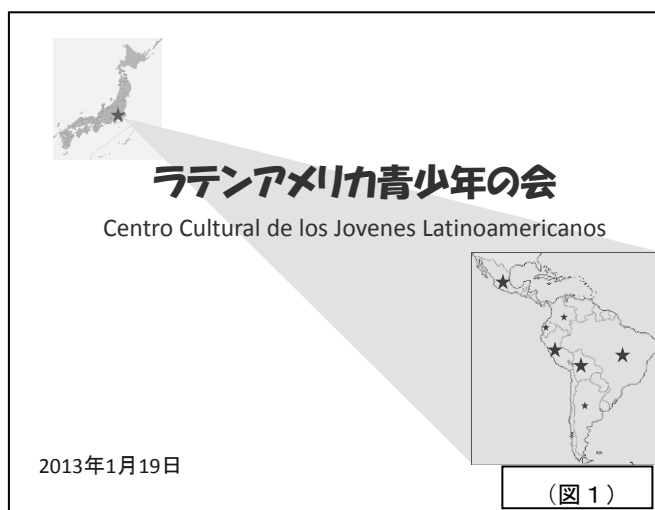 ラテンアメリカ青少年の会
Centro Cultural de los Jovenes Latinoamericanos
2013年1月19日
（図１）